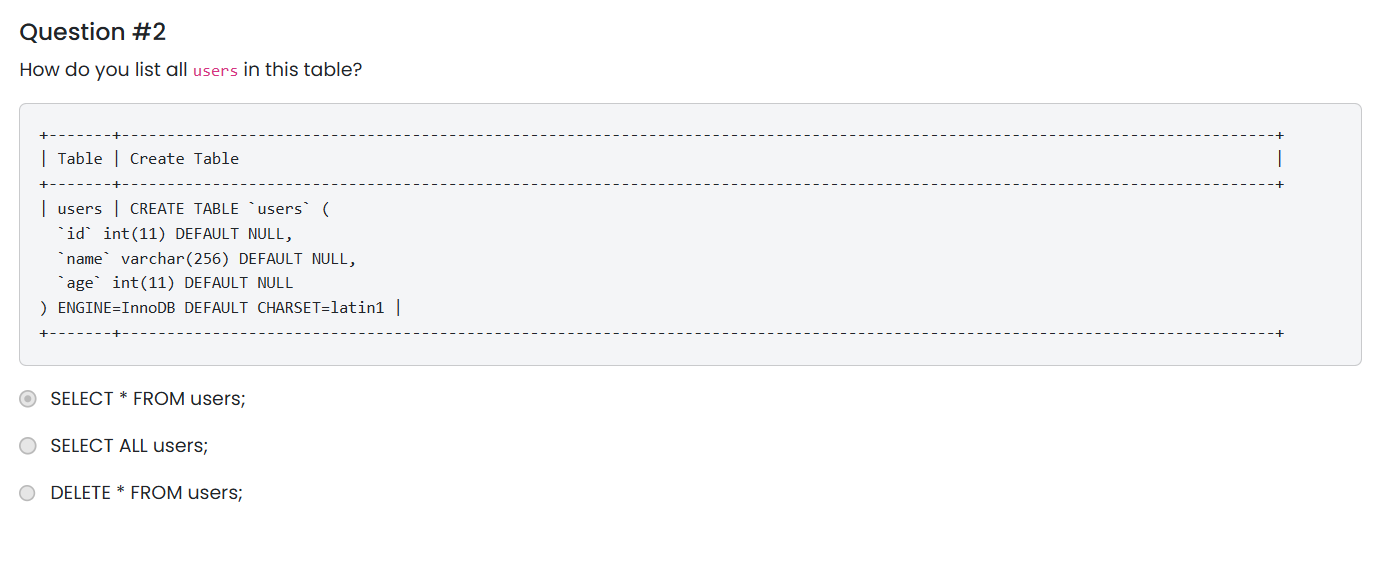 Question #2
How do you list all users in this table?
+-------+--------------------------------------------------------------------------------------------------------------------------------+
| Table | Create Table                                                                                                                   |
+-------+--------------------------------------------------------------------------------------------------------------------------------+
| users | CREATE TABLE `users` (
  `id` int(11) DEFAULT NULL,
  `name` varchar(256) DEFAULT NULL,
  `age` int(11) DEFAULT NULL
) ENGINE=InnoDB DEFAULT CHARSET=latin1 |
+-------+--------------------------------------------------------------------------------------------------------------------------------+
SELECT * FROM users;
SELECT ALL users;
DELETE * FROM users;